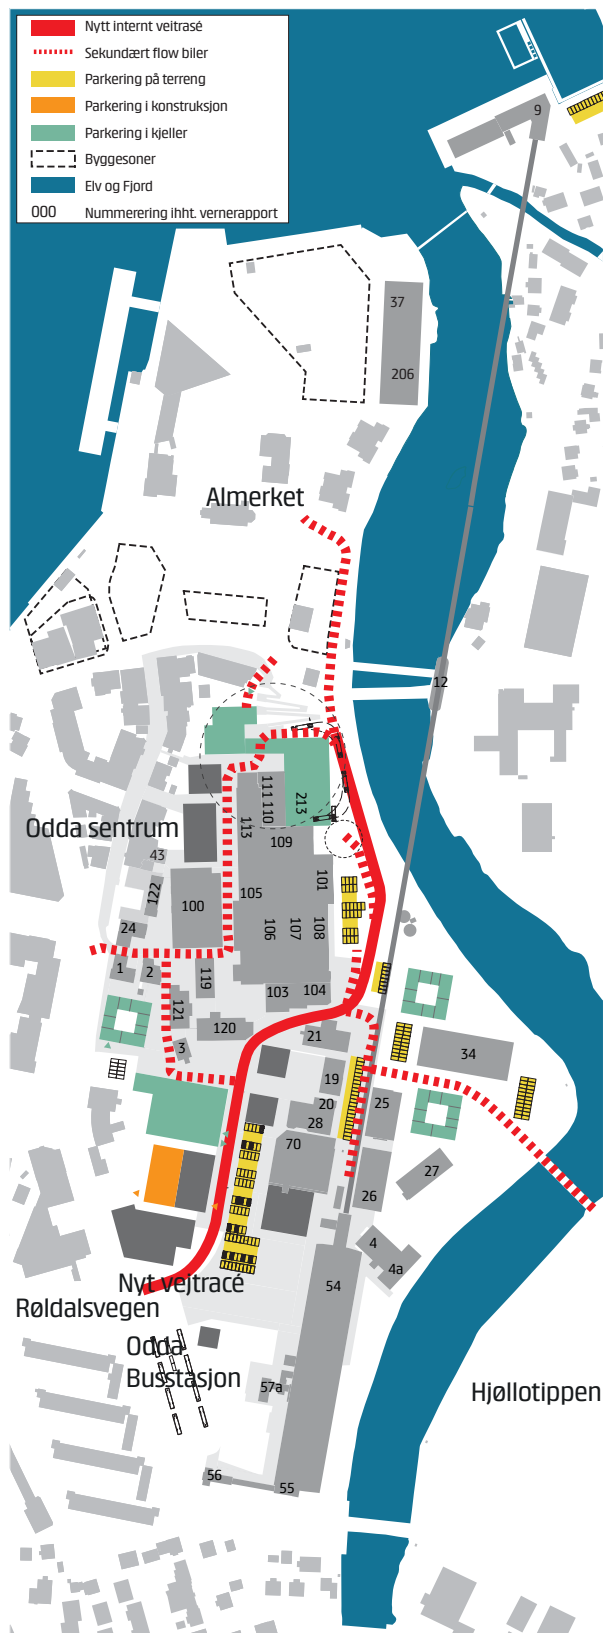 Nytt internt veitrasé
Sekundært flow biler
Parkering på terreng
Parkering i konstruksjon
Parkering i kjeller
Byggesoner
Elv og Fjord
000 Nummerering ihht. vernerapport
9
37
206
Almerket
12
111
110
213
113
109
Odda sentrum
43
122
100
105
101
106
107
108
24
1
2
119
103
104
121
120
3
21
34
19
20
28
25
70
27
26
4
4a
54
Nyt vejtracé
Røldalsvegen
Odda
Busstasjon
57a
Hjøllotippen
56
55